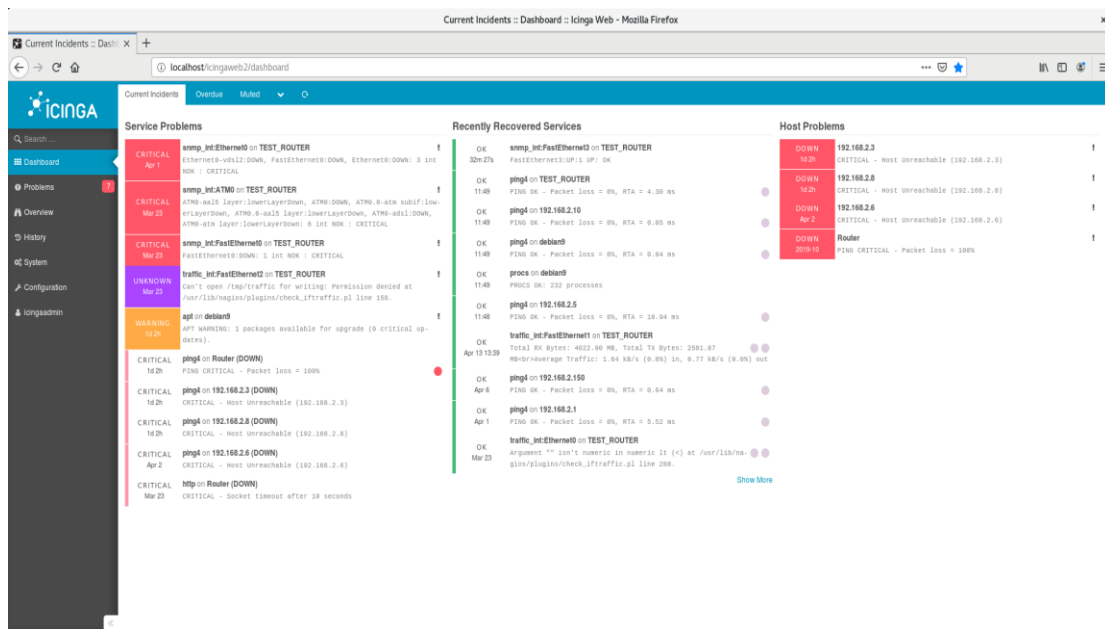 Current Incidents :: Dashboard :: Icinga Web - Mozilla Firefox
Current Incidents :: Dash
localhost/icingaweb2/dashboard
ICINGA
Search ...
Dashboard
Problems 7
Overview
History
System
Configuration
icingaadmin
Current Incidents Overdue Muted
Service Problems
CRITICAL
Apr 1
snmp_int:Ethernet0 on TEST_ROUTER
Ethernet0-vdsl2:DOWN, FastEthernet0:DOWN, Ethernet0:DOWN: 3 int
NOK : CRITICAL
CRITICAL
Mar 23
snmp_int:ATM0 on TEST_ROUTER
ATM0-aal5 layer:lowerLayerDown, ATM0:DOWN, ATM0.0-atm subif:low-
erLayerDown, ATM0.0-aal5 layer:lowerLayerDown, ATM0-adsl:DOWN,
ATM0-atm layer:lowerLayerDown: 6 int NOK : CRITICAL
CRITICAL
Mar 23
snmp_int:FastEthernet0 on TEST_ROUTER
FastEthernet0:DOWN: 1 int NOK : CRITICAL
UNKNOWN
Mar 23
traffic_int:FastEthernet2 on TEST_ROUTER
Can't open /tmp/traffic for writing: Permission denied at
/usr/lib/nagios/plugins/check_iftraffic.pl line 150.
WARNING
1d 2h
apt on debian9
APT WARNING: 1 packages available for upgrade (0 critical up-
dates).
CRITICAL
1d 2h
ping4 on Router (DOWN)
PING CRITICAL - Packet loss = 100%
CRITICAL
1d 2h
ping4 on 192.168.2.3 (DOWN)
CRITICAL - Host Unreachable (192.168.2.3)
CRITICAL
1d 2h
ping4 on 192.168.2.8 (DOWN)
CRITICAL - Host Unreachable (192.168.2.8)
CRITICAL
Apr 2
ping4 on 192.168.2.6 (DOWN)
CRITICAL - Host Unreachable (192.168.2.6)
CRITICAL
Mar 23
http on Router (DOWN)
CRITICAL - Socket timeout after 10 seconds
Recently Recovered Services
OK
32m 27s
snmp_int:FastEthernet3 on TEST_ROUTER
FastEthernet3:UP:1 UP: OK
OK
11:49
ping4 on TEST_ROUTER
PING OK - Packet loss = 0%, RTA = 4.30 ms
OK
11:49
ping4 on 192.168.2.10
PING OK - Packet loss = 0%, RTA = 0.05 ms
OK
11:49
ping4 on debian9
PING OK - Packet loss = 0%, RTA = 0.04 ms
OK
11:49
procs on debian9
PROCS OK: 232 processes
OK
11:48
ping4 on 192.168.2.5
PING OK - Packet loss = 0%, RTA = 10.94 ms
OK
Apr 13 13:39
traffic_int:FastEthernet1 on TEST_ROUTER
Total RX Bytes: 4022.90 MB, Total TX Bytes: 2501.87
MB<br>Average Traffic: 1.64 kB/s (0.0%) in, 0.77 kB/s (0.0%) out
OK
Apr 6
ping4 on 192.168.2.150
PING OK - Packet loss = 0%, RTA = 0.64 ms
OK
Apr 1
ping4 on 192.168.2.1
PING OK - Packet loss = 0%, RTA = 5.52 ms
OK
Mar 23
traffic_int:Ethernet0 on TEST_ROUTER
Argument "" isn't numeric in numeric lt (<) at /usr/lib/na-
gios/plugins/check_iftraffic.pl line 280.
Show More
Host Problems
DOWN
1d 2h
192.168.2.3
CRITICAL - Host Unreachable (192.168.2.3)
DOWN
1d 2h
192.168.2.8
CRITICAL - Host Unreachable (192.168.2.8)
DOWN
Apr 2
192.168.2.6
CRITICAL - Host Unreachable (192.168.2.6)
DOWN
2019-10
Router
PING CRITICAL - Packet loss = 100%